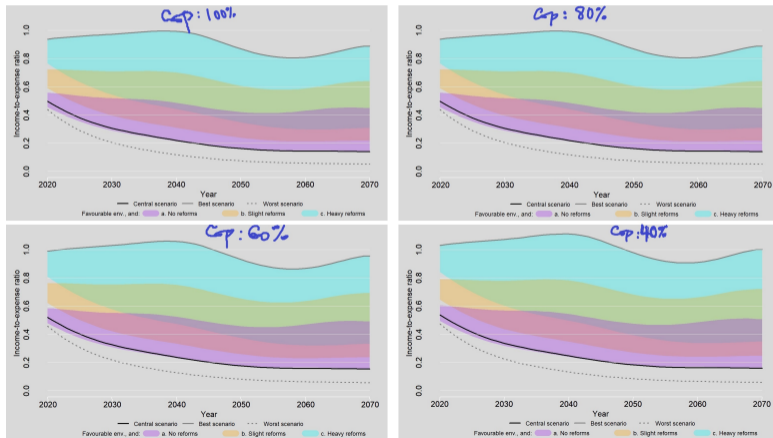 Cap: 100%
Income-to-expense ratio
1.0
0.8
0.6
0.4
0.2
0.0
2020 2030 2040 2050 2060 2070
Year
Central scenario Best scenario Worst scenario
Favourable env., and: a. No reforms b. Slight reforms c. Heavy reforms
Cap: 80%
Income-to-expense ratio
1.0
0.8
0.6
0.4
0.2
0.0
2020 2030 2040 2050 2060 2070
Year
Central scenario Best scenario Worst scenario
Favourable env., and: a. No reforms b. Slight reforms c. Heavy reforms
Cap: 60%
Income-to-expense ratio
1.0
0.8
0.6
0.4
0.2
0.0
2020 2030 2040 2050 2060 2070
Year
Central scenario Best scenario Worst scenario
Favourable env., and: a. No reforms b. Slight reforms c. Heavy reforms
Cap: 40%
Income-to-expense ratio
1.0
0.8
0.6
0.4
0.2
0.0
2020 2030 2040 2050 2060 2070
Year
Central scenario Best scenario Worst scenario
Favourable env., and: a. No reforms b. Slight reforms c. Heavy reforms